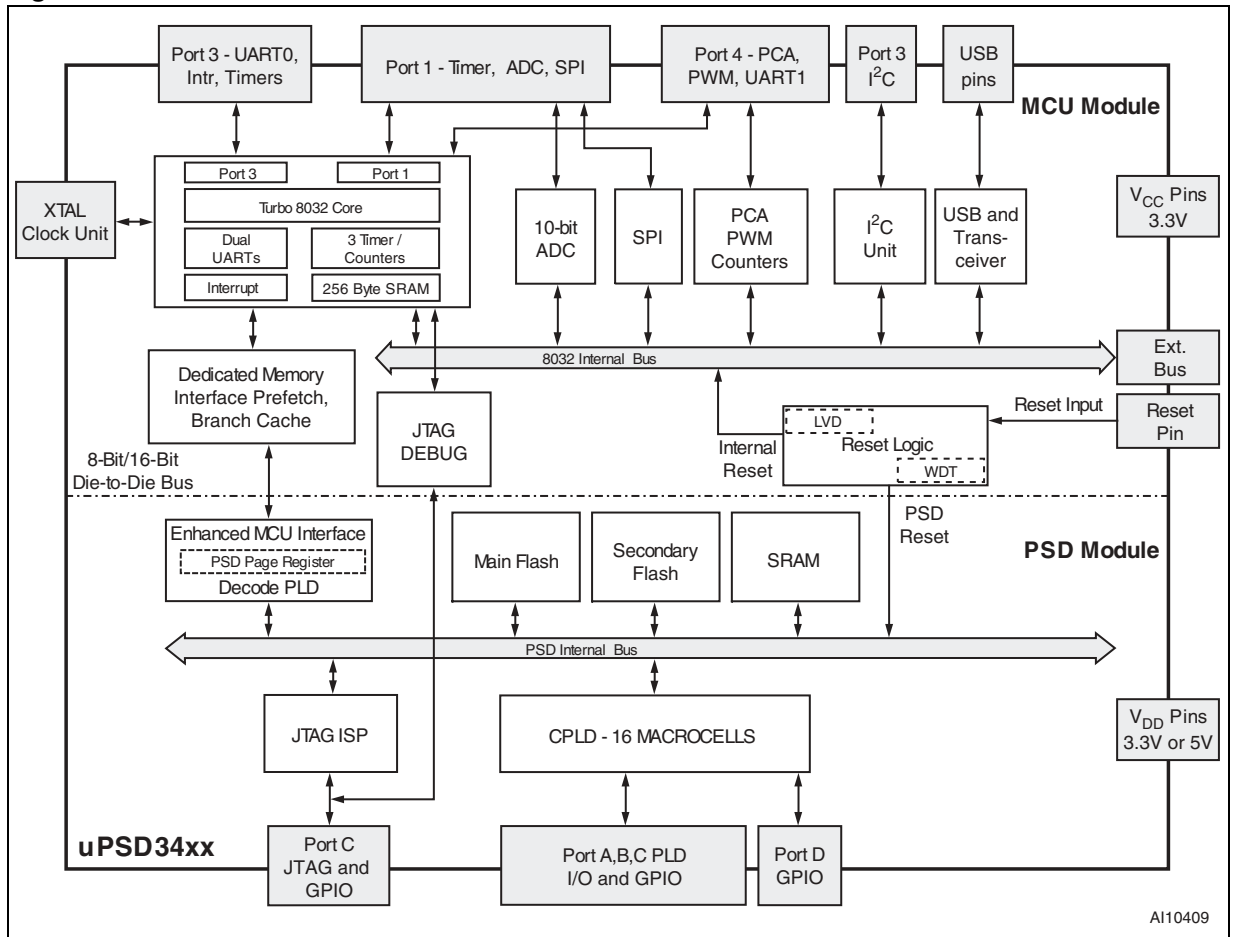 Port 3 - UART0,
Intr, Timers
Port 1 - Timer, ADC, SPI
Port 4 - PCA,
PWM, UART1
Port 3
I²C
USB
pins
MCU Module
XTAL
Clock Unit
Port 3
Port 1
Turbo 8032 Core
Dual
UARTs
3 Timer /
Counters
Interrupt
256 Byte SRAM
10-bit
ADC
SPI
PCA
PWM
Counters
I²C
Unit
USB and
Trans-
ceiver
VCC Pins
3.3V
8032 Internal Bus
Ext.
Bus
Dedicated Memory
Interface Prefetch,
Branch Cache
JTAG
DEBUG
LVD
Reset Logic
WDT
Internal
Reset
Reset Input
Reset
Pin
8-Bit/16-Bit
Die-to-Die Bus
PSD
Reset
PSD Module
Enhanced MCU Interface
PSD Page Register
Decode PLD
Main Flash
Secondary
Flash
SRAM
PSD Internal Bus
JTAG ISP
CPLD - 16 MACROCELLS
VDD Pins
3.3V or 5V
uPSD34xx
Port C
JTAG and
GPIO
Port A,B,C PLD
I/O and GPIO
Port D
GPIO
AI10409